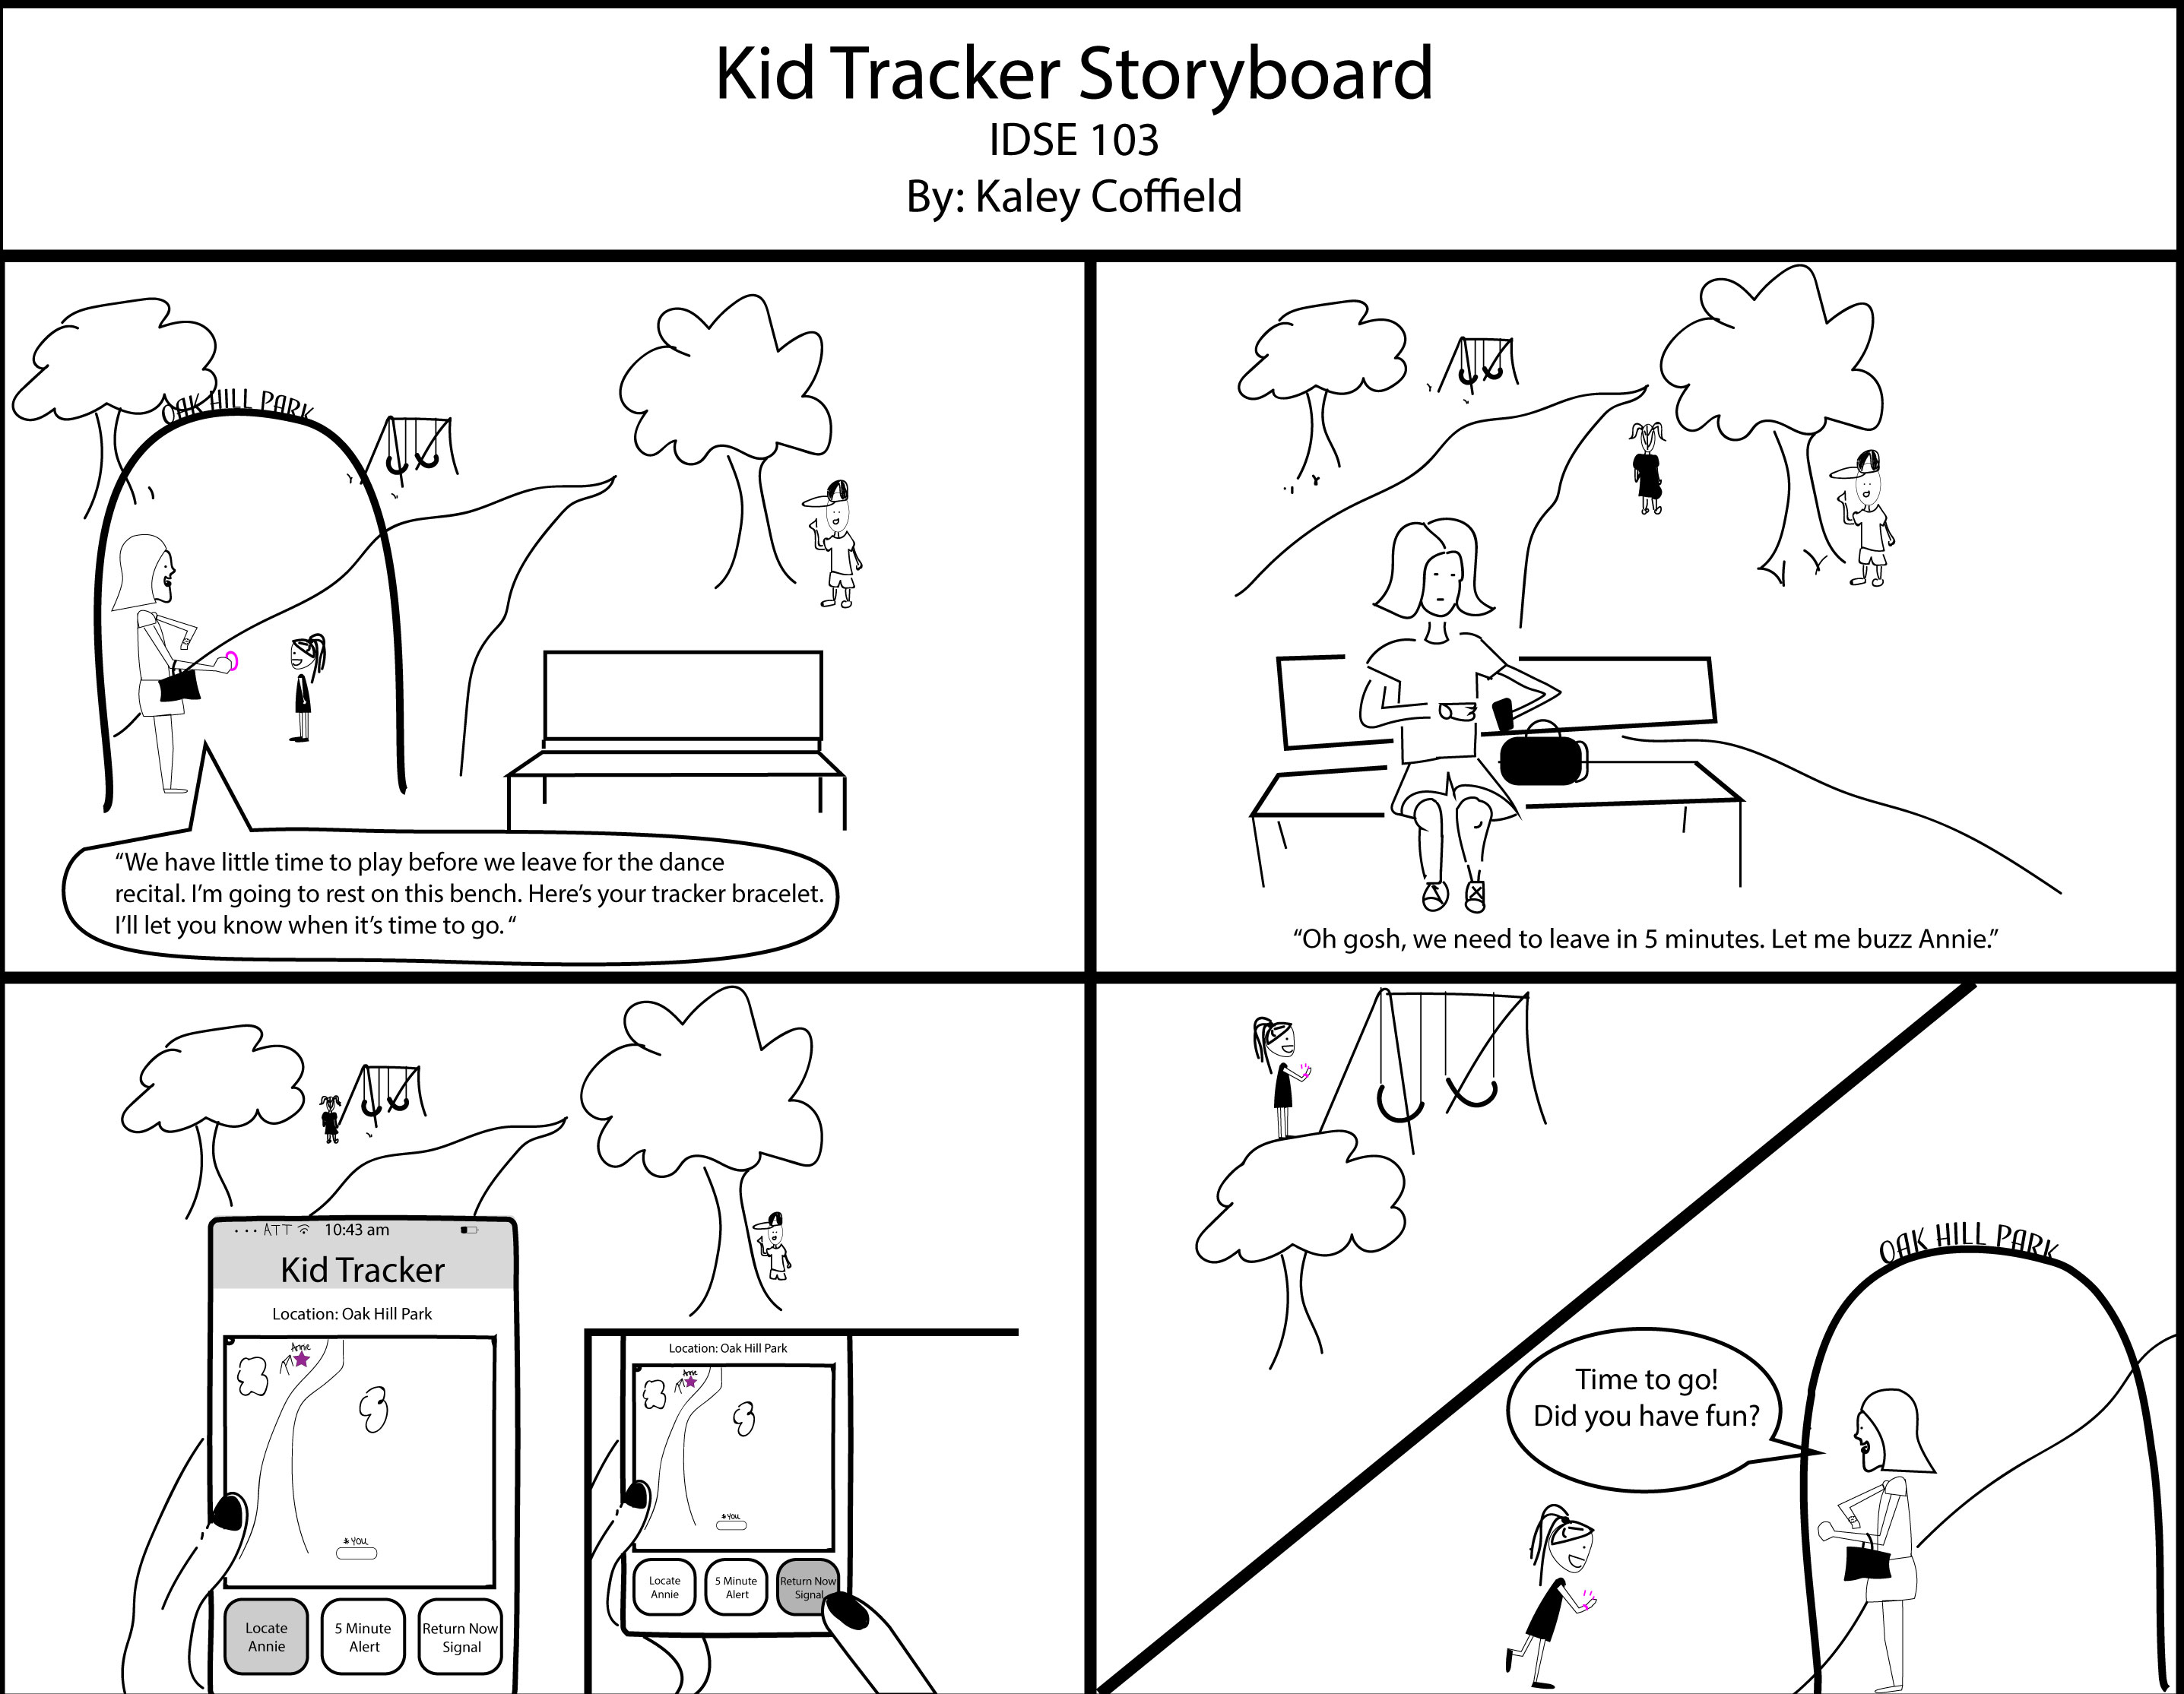 Kid Tracker Storyboard
IDSE 103
By: Kaley Coffield
OAK HILL PARK
“We have little time to play before we leave for the dance
recital. I’m going to rest on this bench. Here’s your tracker bracelet.
I’ll let you know when it’s time to go. “
“Oh gosh, we need to leave in 5 minutes. Let me buzz Annie.”
ATT 10:43 am
Kid Tracker
Location: Oak Hill Park
YOU
Locate
Annie
5 Minute
Alert
Return Now
Signal
Location: Oak Hill Park
YOU
Locate
Annie
5 Minute
Alert
Return Now
Signal
OAK HILL PARK
Time to go!
Did you have fun?